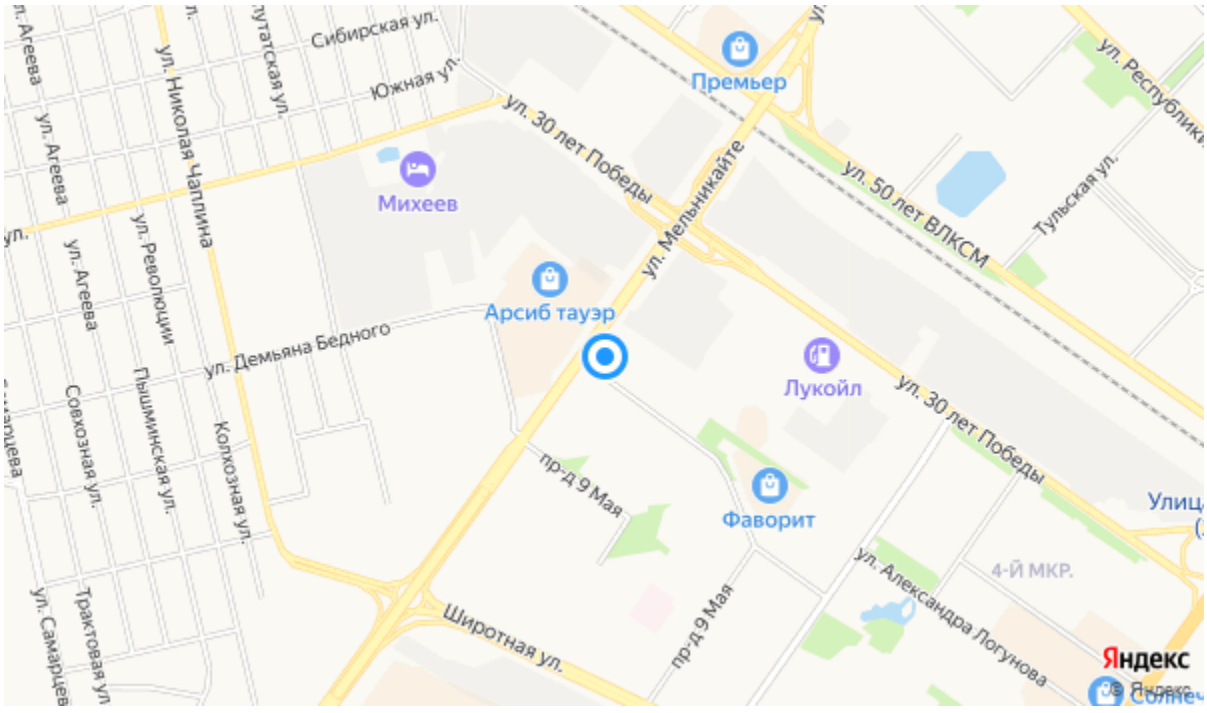 ул. Агеева
Сибирская ул.
Южная ул.
ул. Николая Чаплина
Премьер
ул. Республики
ул. 30 лет Победы
ул. Мельникайте
ул. 50 лет ВЛКСМ
Тульская ул.
ул. Агеева
Михеев
ул.
ул. Агеева
ул. Революции
Арсиб тауэр
ул. Демьяна Бедного
Лукойл
ул. 30 лет Победы
Совхозная ул.
Пышминская ул.
Колхозная ул.
пр-д 9 Мая
Фаворит
4-Й МКР.
ул. Александра Логунова
Широтная ул.
пр-д 9 Мая
Трактовая ул
ул. Самарцев
Яндекс
© Яндекс